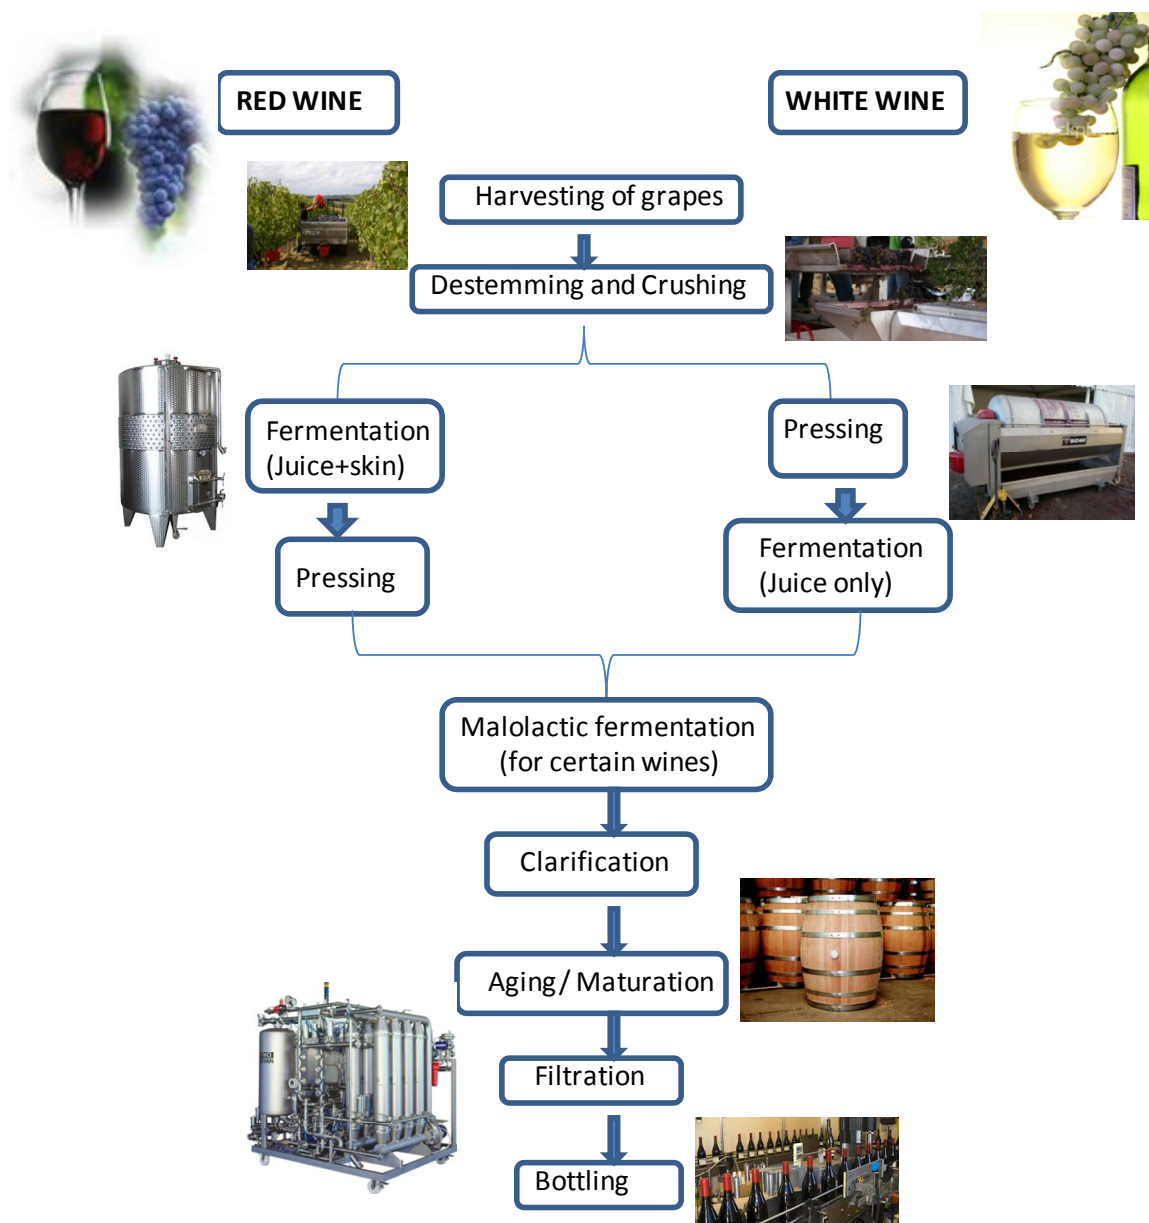 RED WINE
WHITE WINE
Harvesting of grapes
Destemming and Crushing
Fermentation
(Juice+skin)
Pressing
Pressing
Fermentation
(Juice only)
Malolactic fermentation
(for certain wines)
Clarification
Aging/ Maturation
Filtration
Bottling